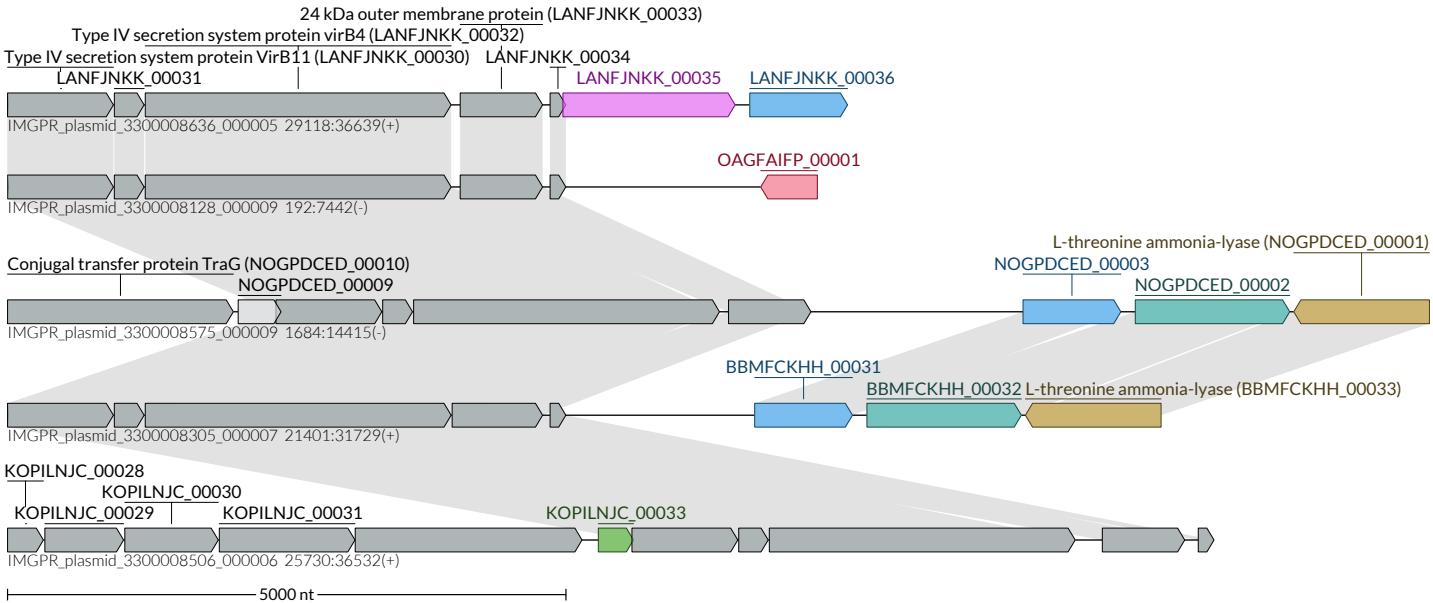 24 kDa outer membrane protein (LANFJNKK_00033)
Type IV secretion system protein virB4 (LANFJNKK_00032)
Type IV secretion system protein VirB11 (LANFJNKK_00030)
LANFJNKK_00034
LANFJNKK_00031
LANFJNKK_00035
LANFJNKK_00036
IMGPR_plasmid_3300008636_000005 29118:36639(+)
OAGFAIFP_00001
IMGPR_plasmid_3300008128_000009 192:7442(-)
L-threonine ammonia-lyase (NOGPDCED_00001)
Conjugal transfer protein TraG (NOGPDCED_00010)
NOGPDCED_00003
NOGPDCED_00009
NOGPDCED_00002
IMGPR_plasmid_3300008575_000009 1684:14415(-)
BBMFCKHH_00031
BBMFCKHH_00032
L-threonine ammonia-lyase (BBMFCKHH_00033)
IMGPR_plasmid_3300008305_000007 21401:31729(+)
KOPILNJC_00028
KOPILNJC_00030
KOPILNJC_00029
KOPILNJC_00031
KOPILNJC_00033
IMGPR_plasmid_3300008506_000006 25730:36532(+)
5000 nt